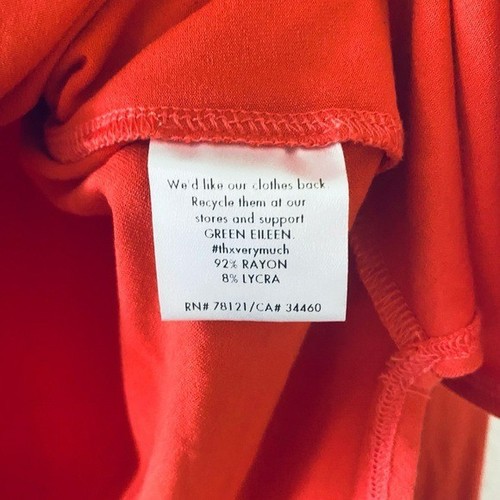 We'd like our clothes back
Recycle them at our
stores and support
GREEN EILEEN.
#thxverymuch
92% RAYON
8% LYCRA
RN# 78121/CA# 34460